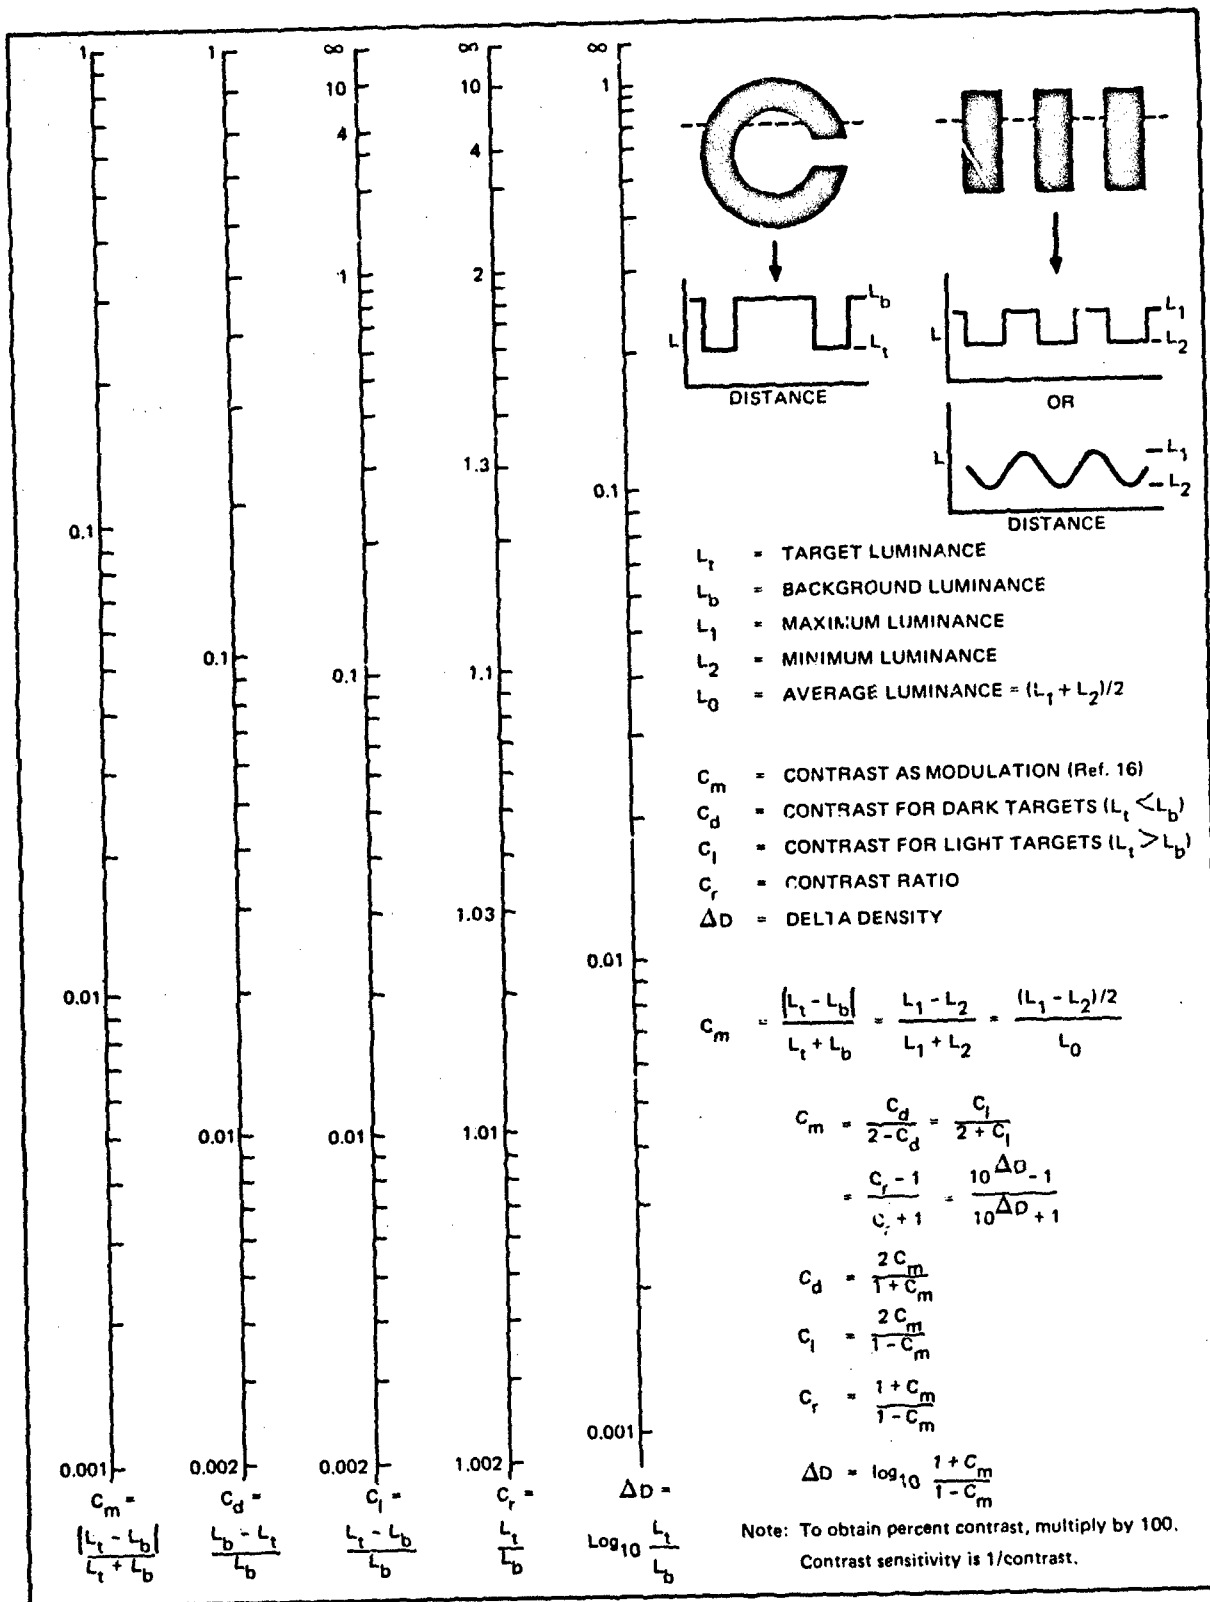 1 1 ∞ ∞ ∞
10 10 1
4 4
2
1 2
1.3
0.1 0.1
0.1 0.1 1.1
1.03
0.01 0.01
0.01 0.01 1.01
0.001
0.001 0.002 0.002 1.002
C_m = C_d = C_l = C_r = ΔD =
|L_t - L_b| / L_t + L_b
L_b - L_t / L_b
L_t - L_b / L_b
L_t / L_b
Log10 L_t / L_b
L
L_b
L_t
DISTANCE
L
L_1
L_2
OR
L
L_1
L_2
DISTANCE
L_t = TARGET LUMINANCE
L_b = BACKGROUND LUMINANCE
L_1 = MAXIMUM LUMINANCE
L_2 = MINIMUM LUMINANCE
L_0 = AVERAGE LUMINANCE = (L_1 + L_2)/2
C_m = CONTRAST AS MODULATION (Ref. 16)
C_d = CONTRAST FOR DARK TARGETS (L_t < L_b)
C_l = CONTRAST FOR LIGHT TARGETS (L_t > L_b)
C_r = CONTRAST RATIO
ΔD = DELTA DENSITY
C_m = |L_t - L_b| / L_t + L_b = L_1 - L_2 / L_1 + L_2 = (L_1 - L_2)/2 / L_0
C_m = C_d / 2 - C_d = C_l / 2 + C_l
= C_r - 1 / C_r + 1 = 10^ΔD - 1 / 10^ΔD + 1
C_d = 2 C_m / 1 + C_m
C_l = 2 C_m / 1 - C_m
C_r = 1 + C_m / 1 - C_m
ΔD = log10 1 + C_m / 1 - C_m
Note: To obtain percent contrast, multiply by 100.
Contrast sensitivity is 1/contrast.